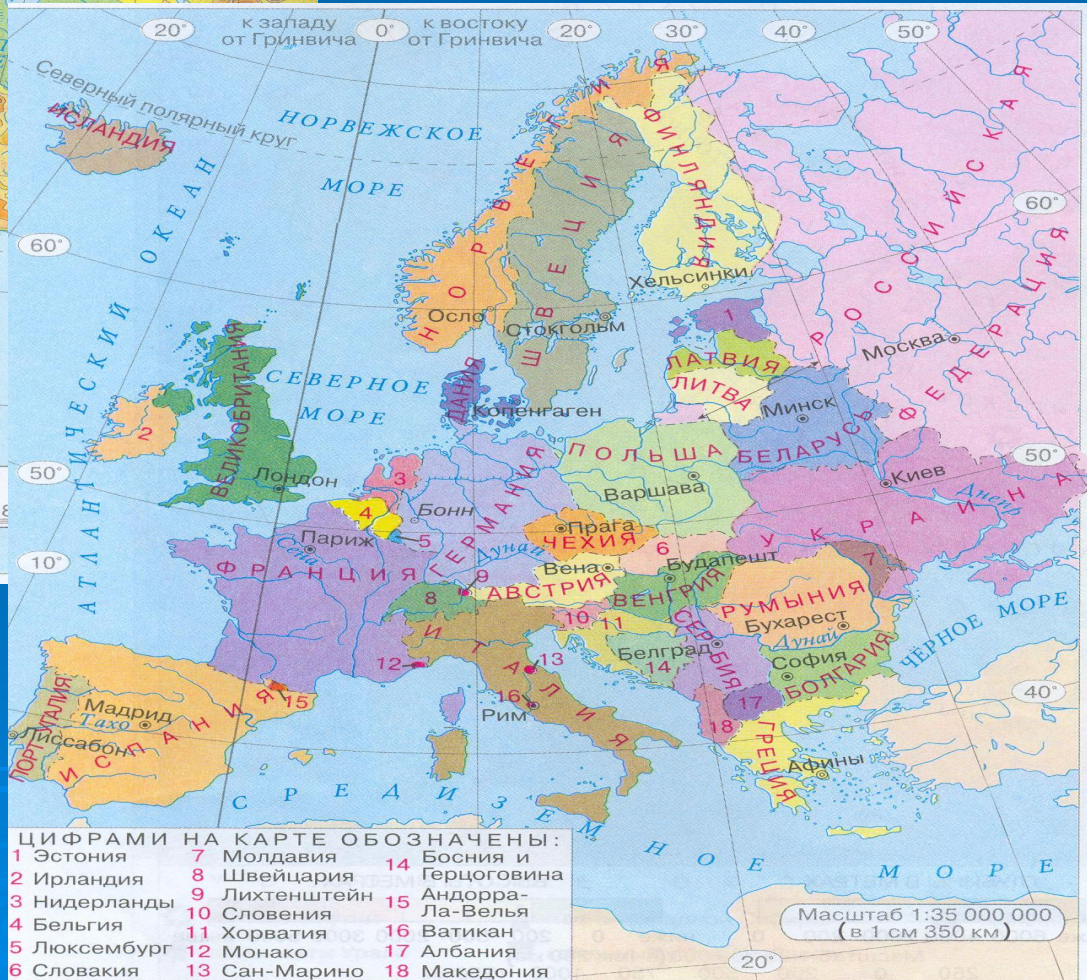 к западу
от Гринвича
к востоку
от Гринвича
20°
0°
20°
30°
40°
50°
Северный полярный круг
ИСЛАНДИЯ
НОРВЕЖСКОЕ
МОРЕ
НОРВЕГИЯ
ШВЕЦИЯ
ФИНЛЯНДИЯ
РОССИЙСКАЯ
ФЕДЕРАЦИЯ
60°
60°
АТЛАНТИЧЕСКИЙ ОКЕАН
Хельсинки
Осло
Стокгольм
1
ЛАТВИЯ
ЛИТВА
Москва
ВЕЛИКОБРИТАНИЯ
СЕВЕРНОЕ
МОРЕ
ДАНИЯ
Копенгаген
Минск
БЕЛАРУСЬ
2
50°
50°
Лондон
3
4
5
Бонн
ГЕРМАНИЯ
ПОЛЬША
Варшава
Киев
Днепр
УКРАИНА
Париж
Сена
ФРАНЦИЯ
Дунай
Прага
ЧЕХИЯ
6
Вена
Будапешт
7
10°
8
9
АВСТРИЯ
ВЕНГРИЯ
РУМЫНИЯ
Бухарест
Дунай
10
11
ИТАЛИЯ
Белград
СЕРБИЯ
14
София
БОЛГАРИЯ
ЧЕРНОЕ МОРЕ
40°
12
13
15
16
Рим
17
18
ГРЕЦИЯ
Афины
ПОРТУГАЛИЯ
Мадрид
Тахо
Лиссабон
ИСПАНИЯ
СРЕДИЗЕМНОЕ МОРЕ
ЦИФРАМИ НА КАРТЕ ОБОЗНАЧЕНЫ:
1 Эстония
2 Ирландия
3 Нидерланды
4 Бельгия
5 Люксембург
6 Словакия
7 Молдавия
8 Швейцария
9 Лихтенштейн
10 Словения
11 Хорватия
12 Монако
13 Сан-Марино
14 Босния и
Герцоговина
15 Андорра-
Ла-Велья
16 Ватикан
17 Албания
18 Македония
Масштаб 1:35 000 000
(в 1 см 350 км)
20°